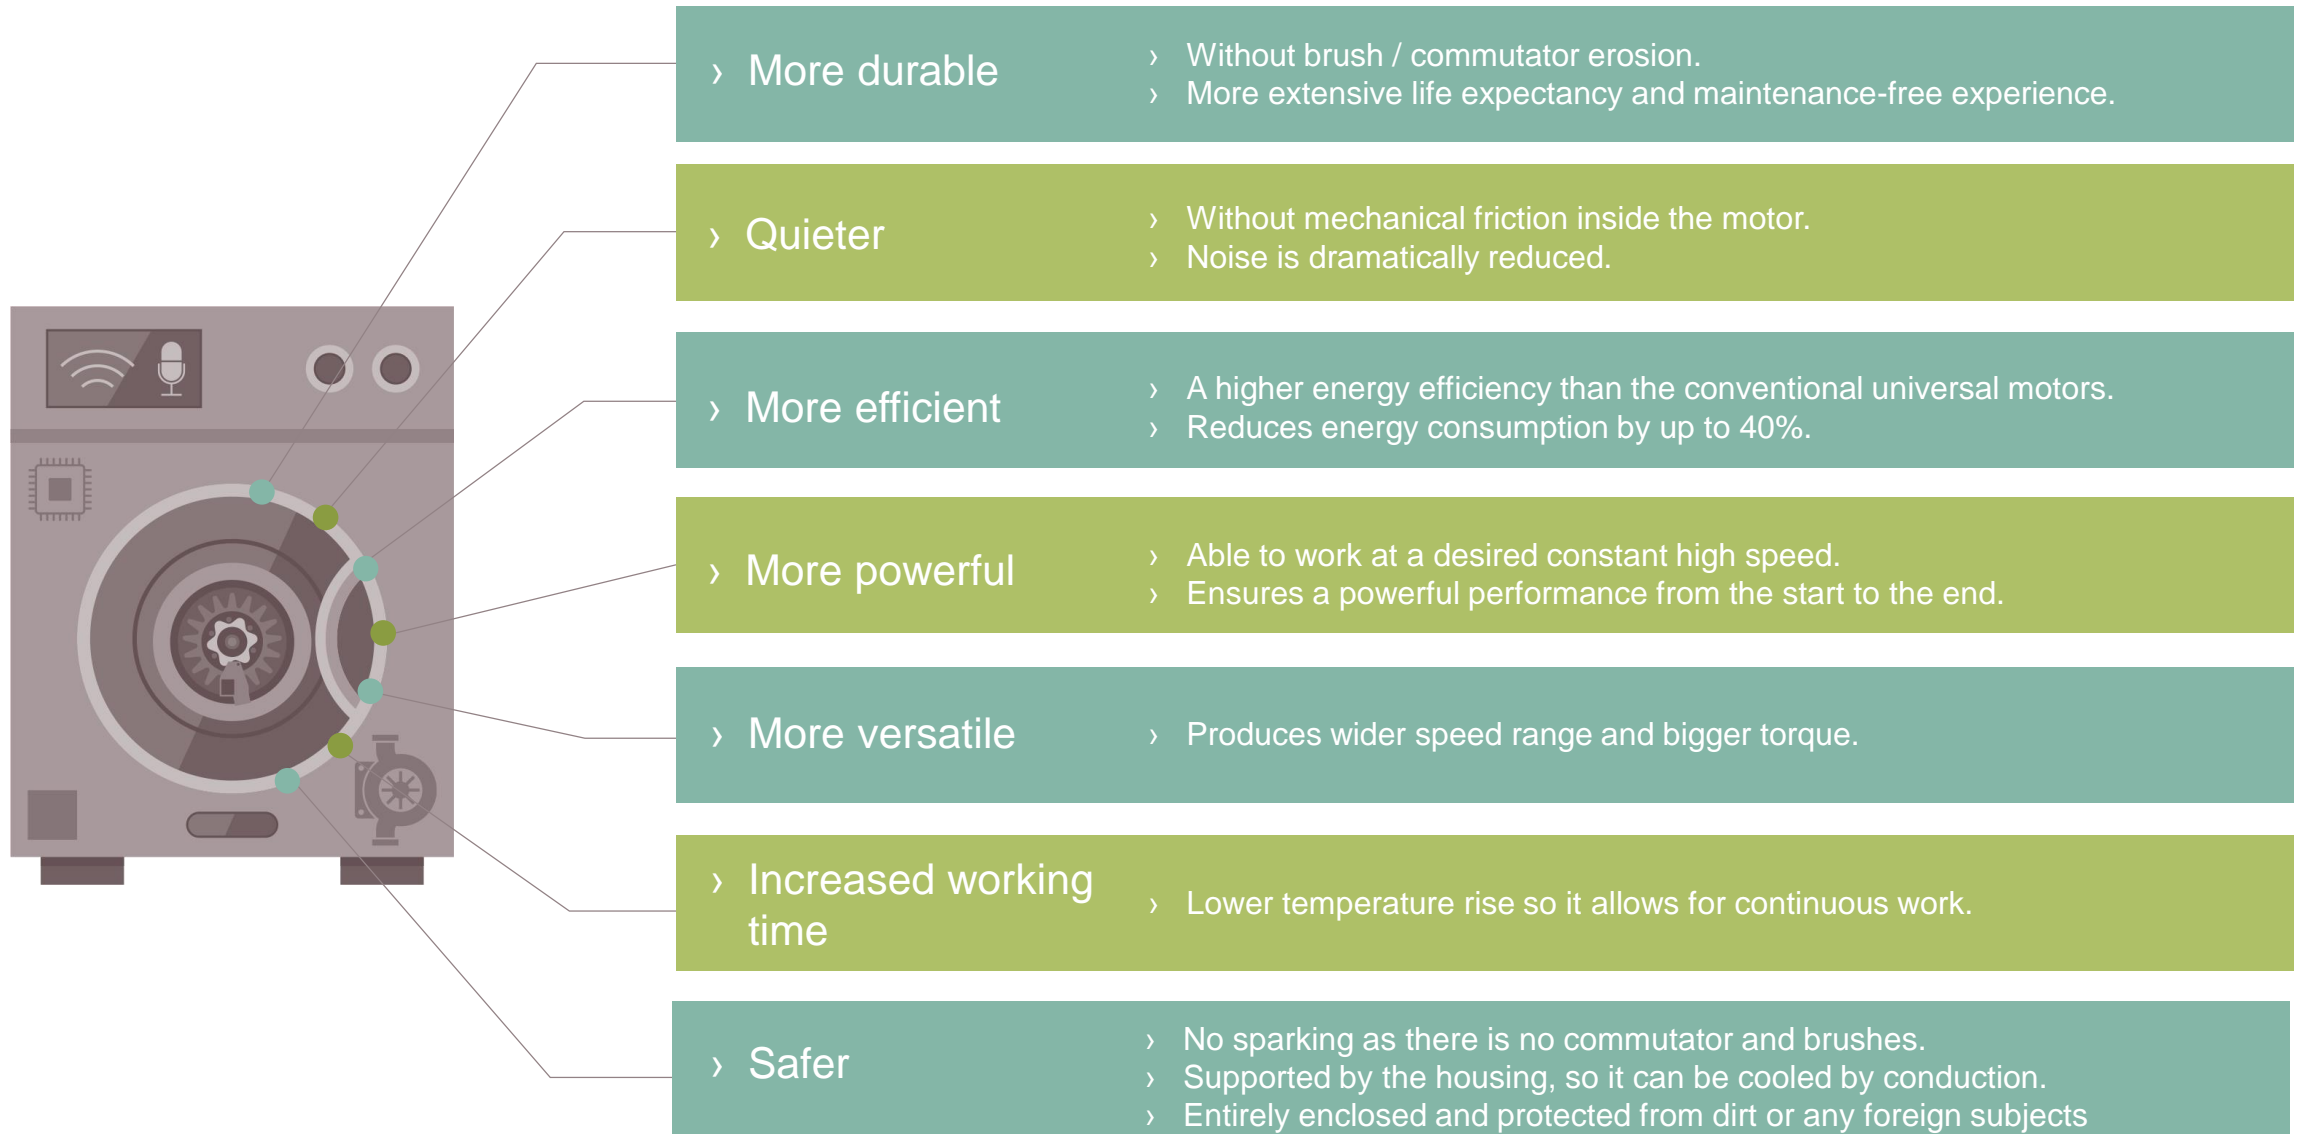 › More durable
› Without brush / commutator erosion.
› More extensive life expectancy and maintenance-free experience.
› Quieter
› Without mechanical friction inside the motor.
› Noise is dramatically reduced.
› More efficient
› A higher energy efficiency than the conventional universal motors.
› Reduces energy consumption by up to 40%.
› More powerful
› Able to work at a desired constant high speed.
› Ensures a powerful performance from the start to the end.
› More versatile
› Produces wider speed range and bigger torque.
› Increased working
time
› Lower temperature rise so it allows for continuous work.
› Safer
› No sparking as there is no commutator and brushes.
› Supported by the housing, so it can be cooled by conduction.
› Entirely enclosed and protected from dirt or any foreign subjects